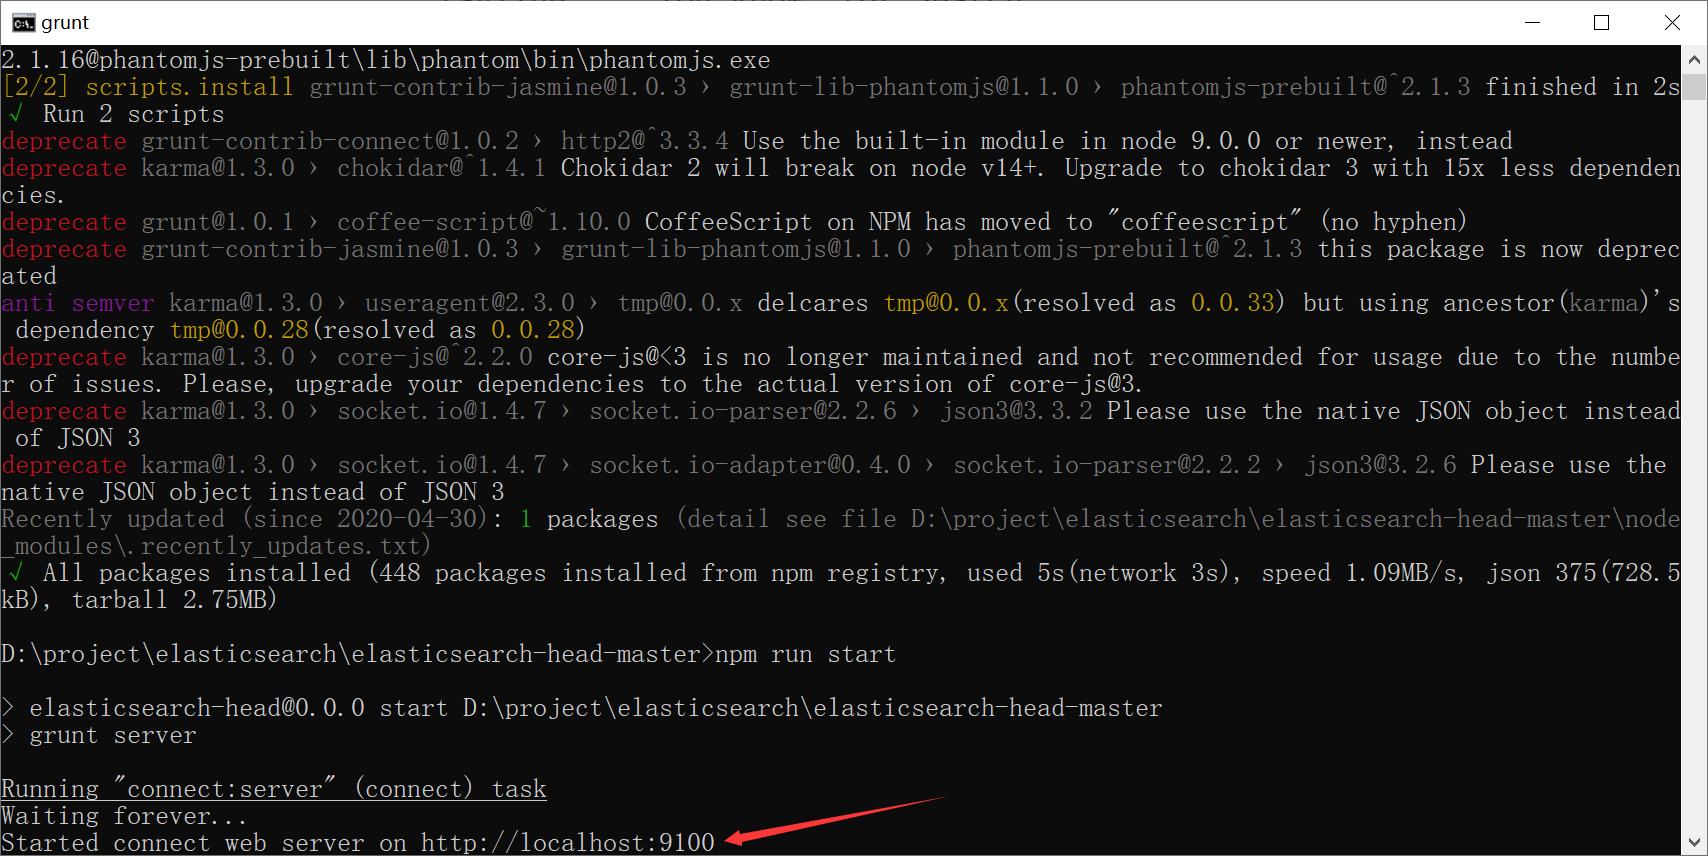 grunt
2.1.16@phantomjs-prebuilt\lib\phantom\bin\phantomjs.exe
[2/2] scripts.install grunt-contrib-jasmine@1.0.3 › grunt-lib-phantomjs@1.1.0 › phantomjs-prebuilt@^2.1.3 finished in 2s
√ Run 2 scripts
deprecate grunt-contrib-connect@1.0.2 › http2@^3.3.4 Use the built-in module in node 9.0.0 or newer, instead
deprecate karma@1.3.0 › chokidar@^1.4.1 Chokidar 2 will break on node v14+. Upgrade to chokidar 3 with 15x less dependen
cies.
deprecate grunt@1.0.1 › coffee-script@~1.10.0 CoffeeScript on NPM has moved to "coffeescript" (no hyphen)
deprecate grunt-contrib-jasmine@1.0.3 › grunt-lib-phantomjs@1.1.0 › phantomjs-prebuilt@^2.1.3 this package is now deprec
ated
anti semver karma@1.3.0 › useragent@2.3.0 › tmp@0.0.x delcares tmp@0.0.x(resolved as 0.0.33) but using ancestor(karma)'s
dependency tmp@0.0.28(resolved as 0.0.28)
deprecate karma@1.3.0 › core-js@^2.2.0 core-js@<3 is no longer maintained and not recommended for usage due to the numbe
r of issues. Please, upgrade your dependencies to the actual version of core-js@3.
deprecate karma@1.3.0 › socket.io@1.4.7 › socket.io-parser@2.2.6 › json3@3.3.2 Please use the native JSON object instead
of JSON 3
deprecate karma@1.3.0 › socket.io@1.4.7 › socket.io-adapter@0.4.0 › socket.io-parser@2.2.2 › json3@3.2.6 Please use the
native JSON object instead of JSON 3
Recently updated (since 2020-04-30): 1 packages (detail see file D:\project\elasticsearch\elasticsearch-head-master\node
_modules\.recently_updates.txt)
√ All packages installed (448 packages installed from npm registry, used 5s(network 3s), speed 1.09MB/s, json 375(728.5
kB), tarball 2.75MB)
D:\project\elasticsearch\elasticsearch-head-master>npm run start
> elasticsearch-head@0.0.0 start D:\project\elasticsearch\elasticsearch-head-master
> grunt server
Running "connect:server" (connect) task
Waiting forever...
Started connect web server on http://localhost:9100